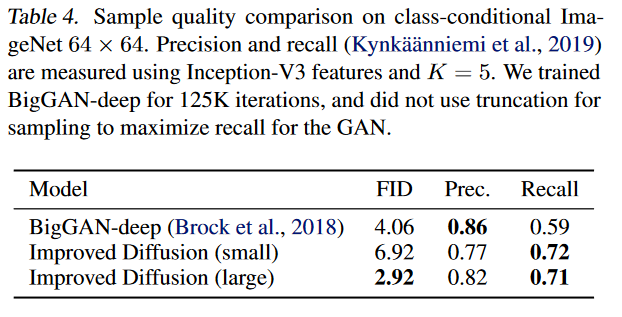 Table 4. Sample quality comparison on class-conditional Ima-
geNet 64 × 64. Precision and recall (Kynkäänniemi et al., 2019)
are measured using Inception-V3 features and K = 5. We trained
BigGAN-deep for 125K iterations, and did not use truncation for
sampling to maximize recall for the GAN.
Model FID Prec. Recall
BigGAN-deep (Brock et al., 2018) 4.06 0.86 0.59
Improved Diffusion (small) 6.92 0.77 0.72
Improved Diffusion (large) 2.92 0.82 0.71